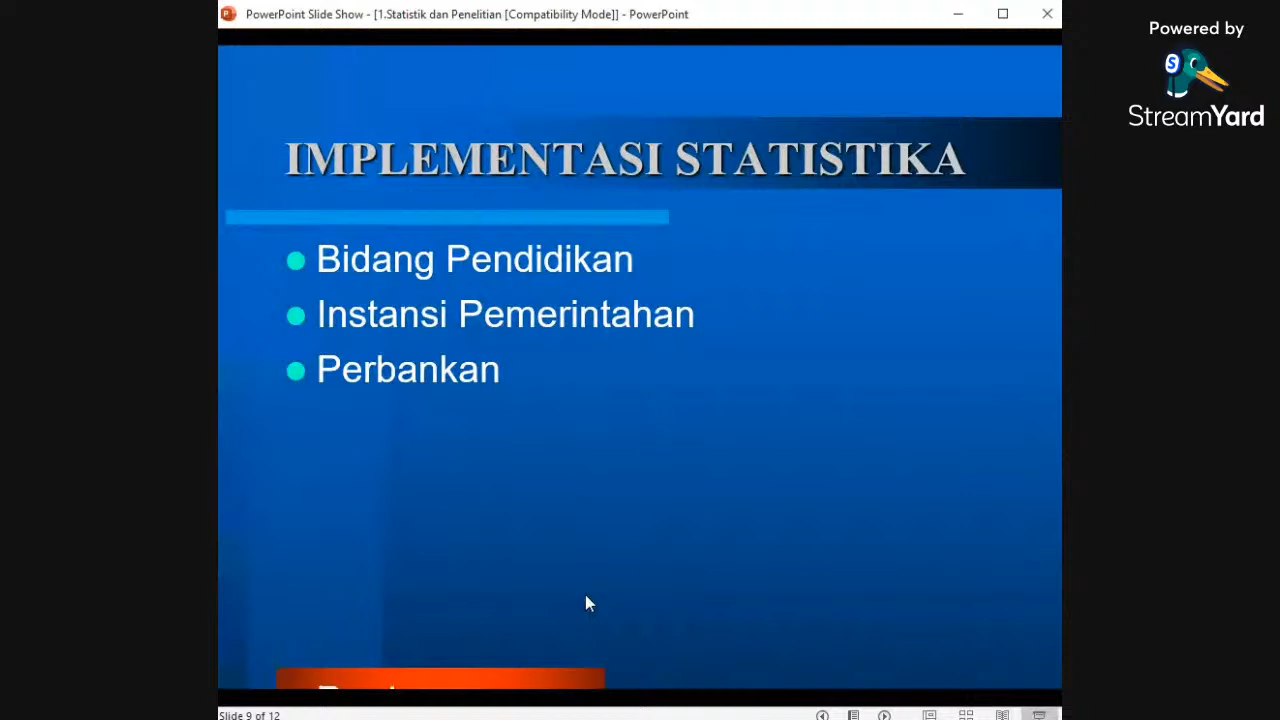 PowerPoint Slide Show - [1.Statistik dan Penelitian [Compatibility Mode]] - PowerPoint
Powered by
StreamYard
IMPLEMENTASI STATISTIKA
Bidang Pendidikan
Instansi Pemerintahan
Perbankan
Slide 9 of 12